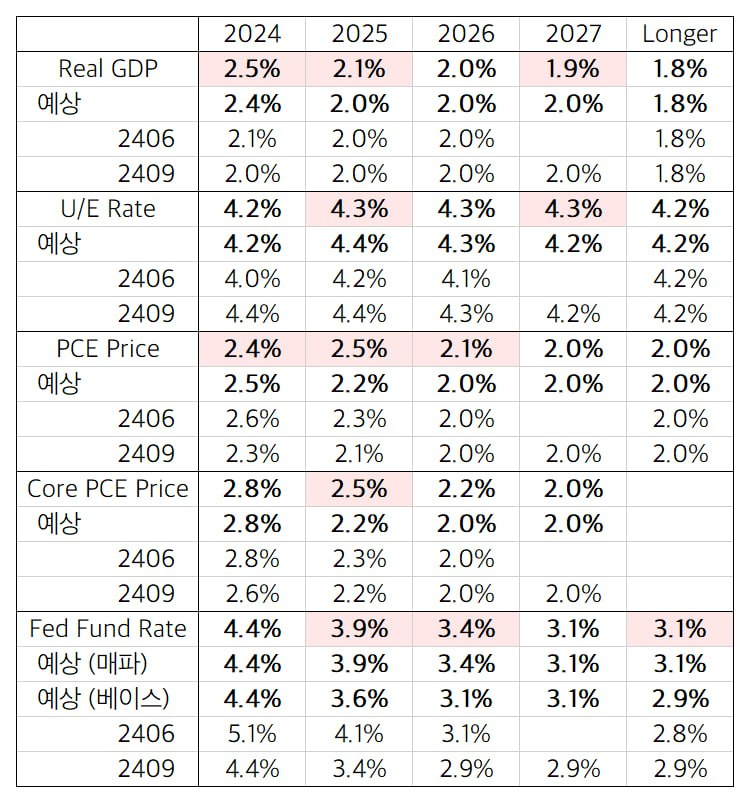 2024 2025 2026 2027 Longer
Real GDP 2.5% 2.1% 2.0% 1.9% 1.8%
예상 2.4% 2.0% 2.0% 2.0% 1.8%
2406 2.1% 2.0% 2.0% 1.8%
2409 2.0% 2.0% 2.0% 2.0% 1.8%
U/E Rate 4.2% 4.3% 4.3% 4.3% 4.2%
예상 4.2% 4.4% 4.3% 4.2% 4.2%
2406 4.0% 4.2% 4.1% 4.2%
2409 4.4% 4.4% 4.3% 4.2% 4.2%
PCE Price 2.4% 2.5% 2.1% 2.0% 2.0%
예상 2.5% 2.2% 2.0% 2.0% 2.0%
2406 2.6% 2.3% 2.0% 2.0%
2409 2.3% 2.1% 2.0% 2.0% 2.0%
Core PCE Price 2.8% 2.5% 2.2% 2.0%
예상 2.8% 2.2% 2.0% 2.0%
2406 2.8% 2.3% 2.0%
2409 2.6% 2.2% 2.0% 2.0%
Fed Fund Rate 4.4% 3.9% 3.4% 3.1% 3.1%
예상 (매파) 4.4% 3.9% 3.4% 3.1% 3.1%
예상 (베이스) 4.4% 3.6% 3.1% 3.1% 2.9%
2406 5.1% 4.1% 3.1% 2.8%
2409 4.4% 3.4% 2.9% 2.9% 2.9%